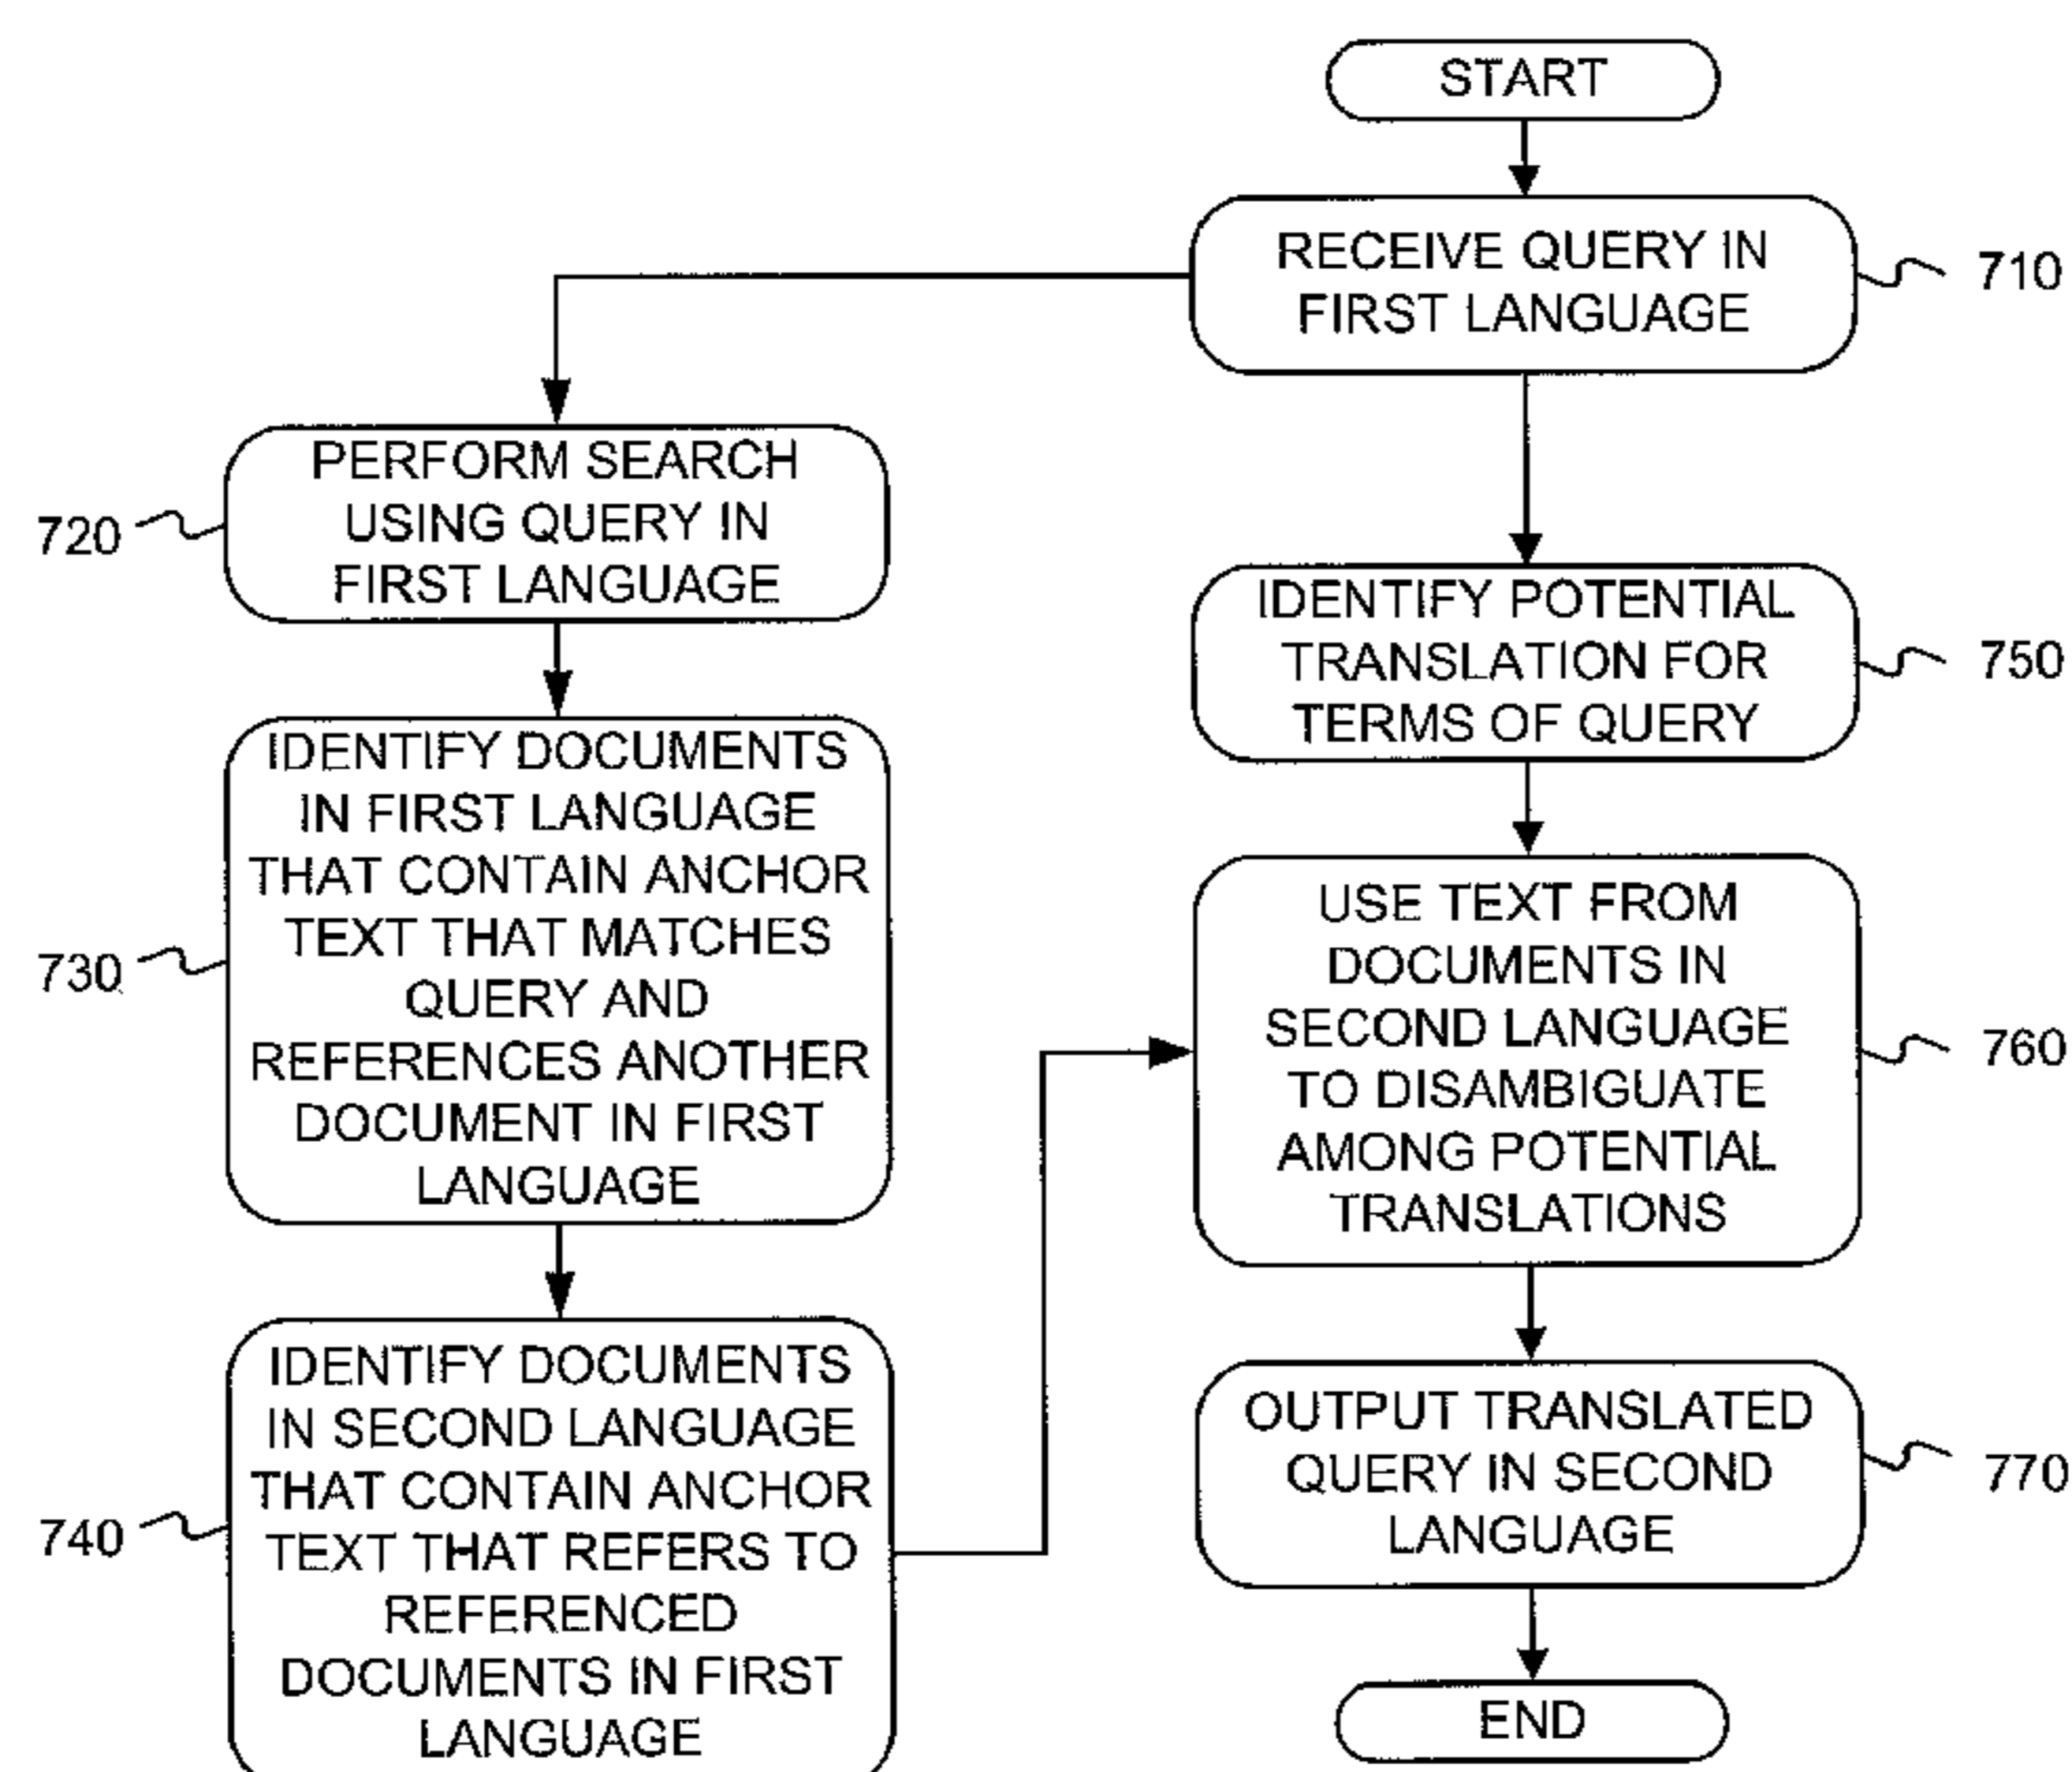 START
RECEIVE QUERY IN
FIRST LANGUAGE
710
PERFORM SEARCH
USING QUERY IN
FIRST LANGUAGE
720
IDENTIFY DOCUMENTS
IN FIRST LANGUAGE
THAT CONTAIN ANCHOR
TEXT THAT MATCHES
QUERY AND
REFERENCES ANOTHER
DOCUMENT IN FIRST
LANGUAGE
730
IDENTIFY DOCUMENTS
IN SECOND LANGUAGE
THAT CONTAIN ANCHOR
TEXT THAT REFERS TO
REFERENCED
DOCUMENTS IN FIRST
LANGUAGE
740
IDENTIFY POTENTIAL
TRANSLATION FOR
TERMS OF QUERY
750
USE TEXT FROM
DOCUMENTS IN
SECOND LANGUAGE
TO DISAMBIGUATE
AMONG POTENTIAL
TRANSLATIONS
760
OUTPUT TRANSLATED
QUERY IN SECOND
LANGUAGE
770
END